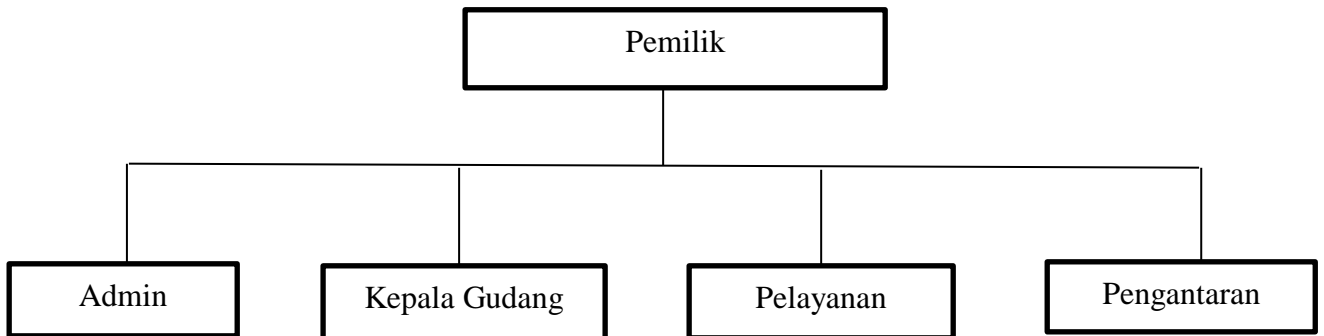 Pemilik
Admin
Kepala Gudang
Pelayanan
Pengantaran